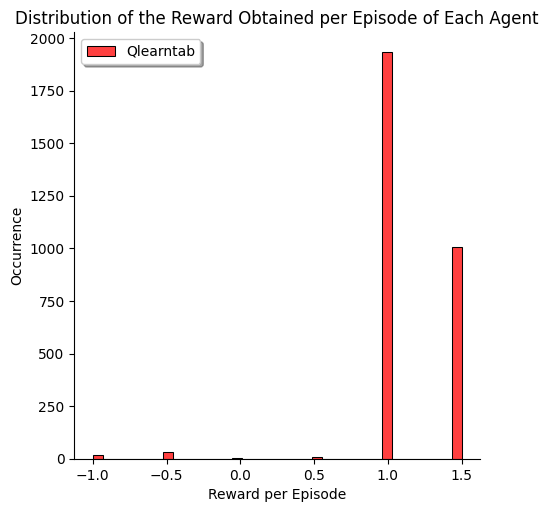 Distribution of the Reward Obtained per Episode of Each Agent
Qlearntab
2000
1750
1500
1250
1000
750
500
250
0
Occurrence
−1.0 −0.5 0.0 0.5 1.0 1.5
Reward per Episode